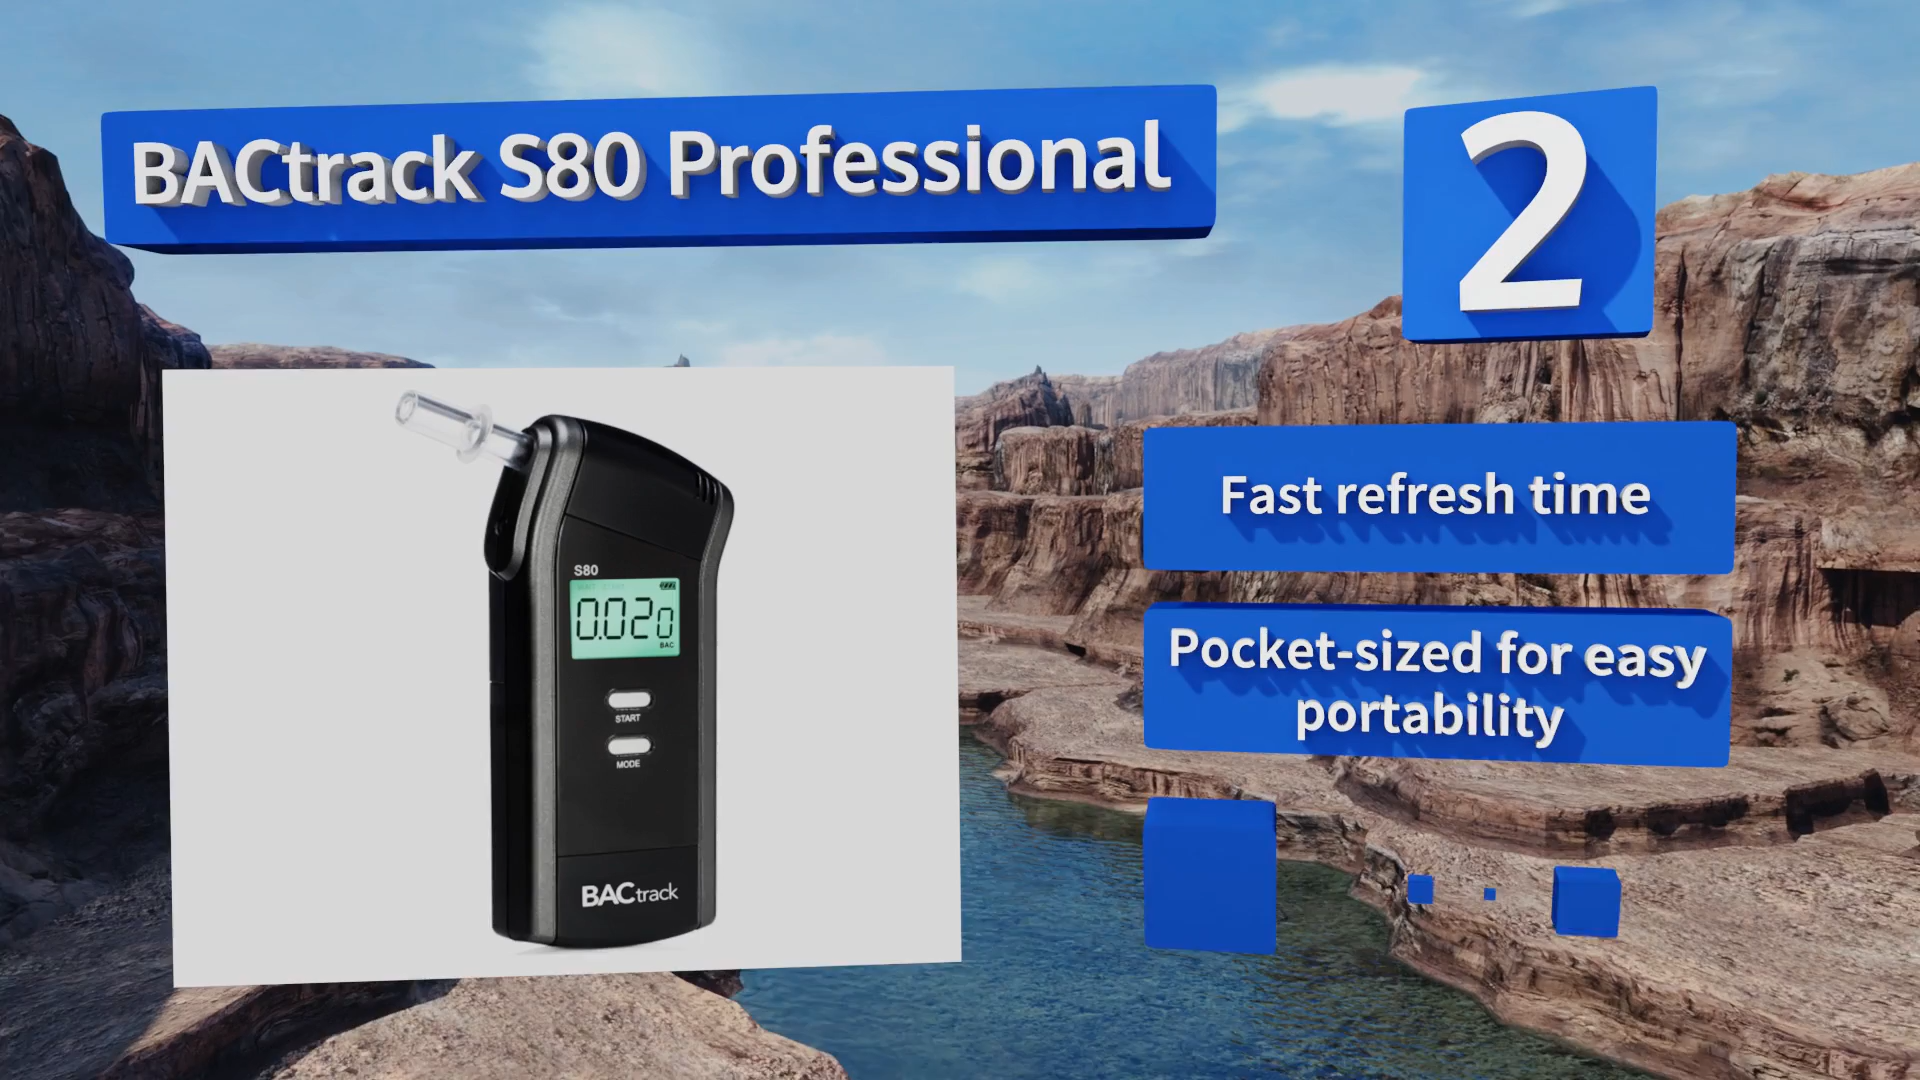 BACtrack S80 Professional
2
Fast refresh time
Pocket-sized for easy
portability
S80
0.020
BAC
START
MODE
BACtrack